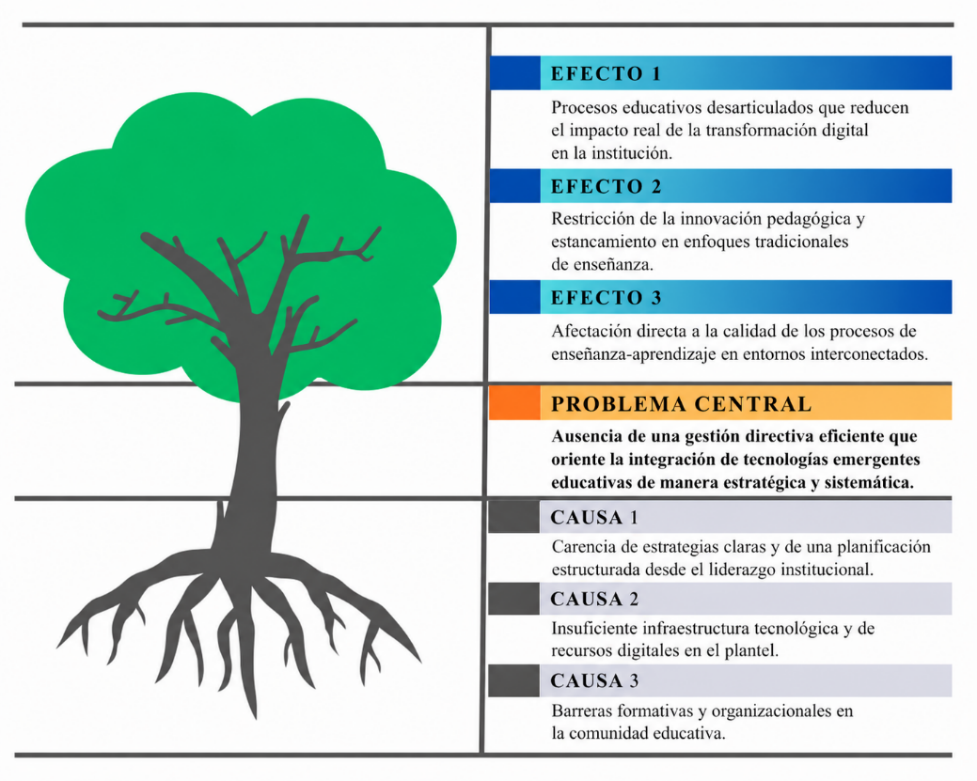 EFECTO 1
Procesos educativos desarticulados que reducen
el impacto real de la transformación digital
en la institución.
EFECTO 2
Restricción de la innovación pedagógica y
estancamiento en enfoques tradicionales
de enseñanza.
EFECTO 3
Afectación directa a la calidad de los procesos de
enseñanza-aprendizaje en entornos interconectados.
PROBLEMA CENTRAL
Ausencia de una gestión directiva eficiente que
oriente la integración de tecnologías emergentes
educativas de manera estratégica y sistemática.
CAUSA 1
Carencia de estrategias claras y de una planificación
estructurada desde el liderazgo institucional.
CAUSA 2
Insuficiente infraestructura tecnológica y de
recursos digitales en el plantel.
CAUSA 3
Barreras formativas y organizacionales en
la comunidad educativa.